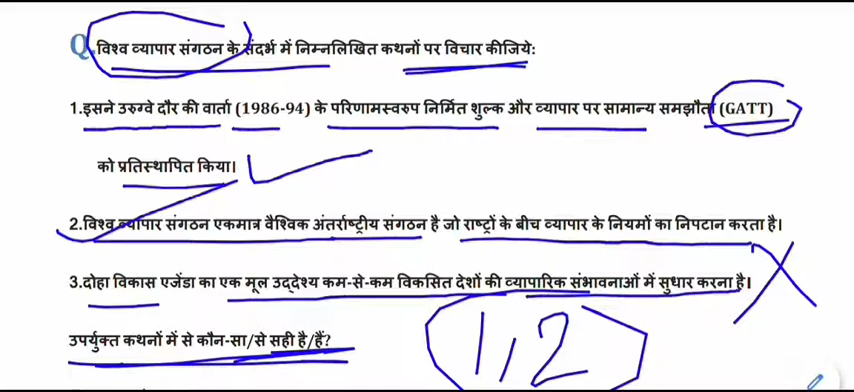 Q.विश्व व्यापार संगठन के संदर्भ में निम्नलिखित कथनों पर विचार कीजिये:
1.इसने उरुग्वे दौर की वार्ता (1986-94) के परिणामस्वरुप निर्मित शुल्क और व्यापार पर सामान्य समझौता (GATT)
को प्रतिस्थापित किया।
2.विश्व व्यापार संगठन एकमात्र वैश्विक अंतर्राष्ट्रीय संगठन है जो राष्ट्रों के बीच व्यापार के नियमों का निपटान करता है।
3.दोहा विकास एजेंडा का एक मूल उद्देश्य कम-से-कम विकसित देशों की व्यापारिक संभावनाओं में सुधार करना है।
उपर्युक्त कथनों में से कौन-सा/से सही है/हैं?
1,2